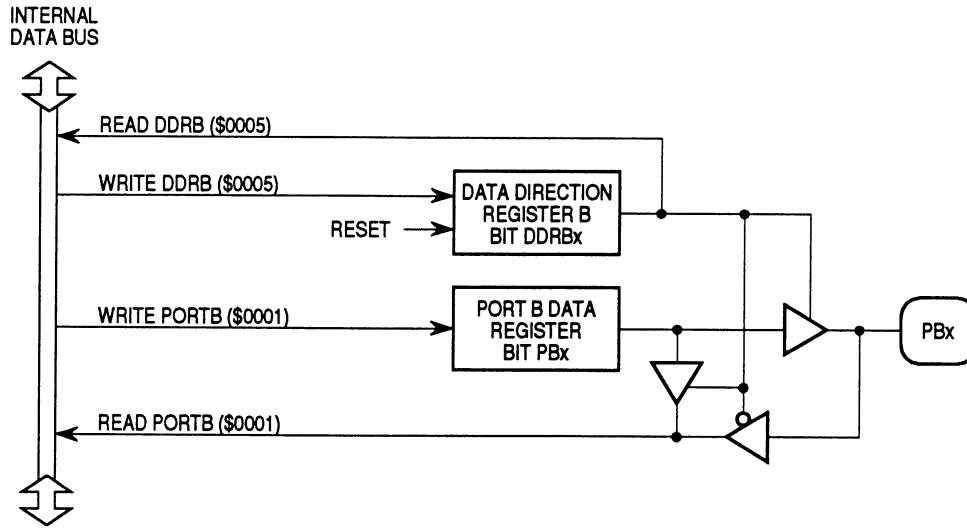 INTERNAL
DATA BUS
READ DDRB ($0005)
WRITE DDRB ($0005)
RESET
DATA DIRECTION
REGISTER B
BIT DDRBx
WRITE PORTB ($0001)
PORT B DATA
REGISTER
BIT PBx
PBx
READ PORTB ($0001)